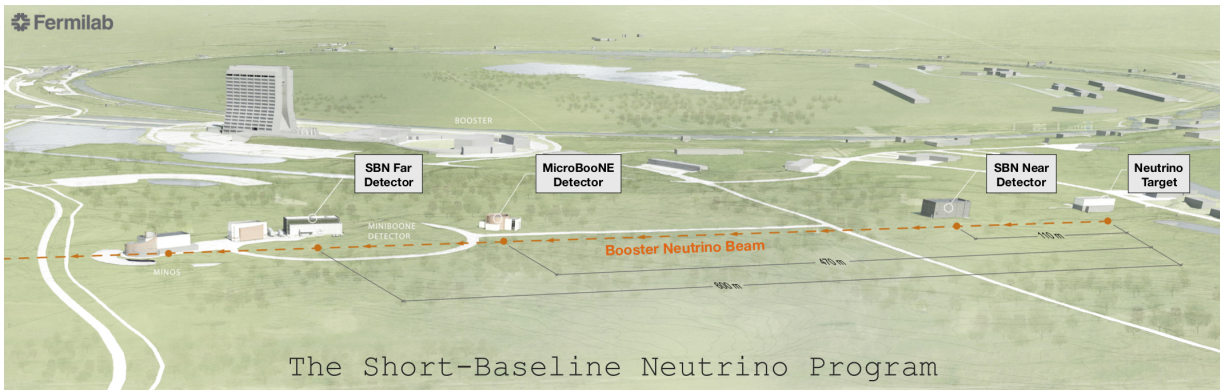 Fermilab
BOOSTER
SBN Far
Detector
MicroBooNE
Detector
SBN Near
Detector
Neutrino
Target
MINIBOONE
DETECTOR
Booster Neutrino Beam
110 m
470 m
600 m
MINOS
The Short-Baseline Neutrino Program